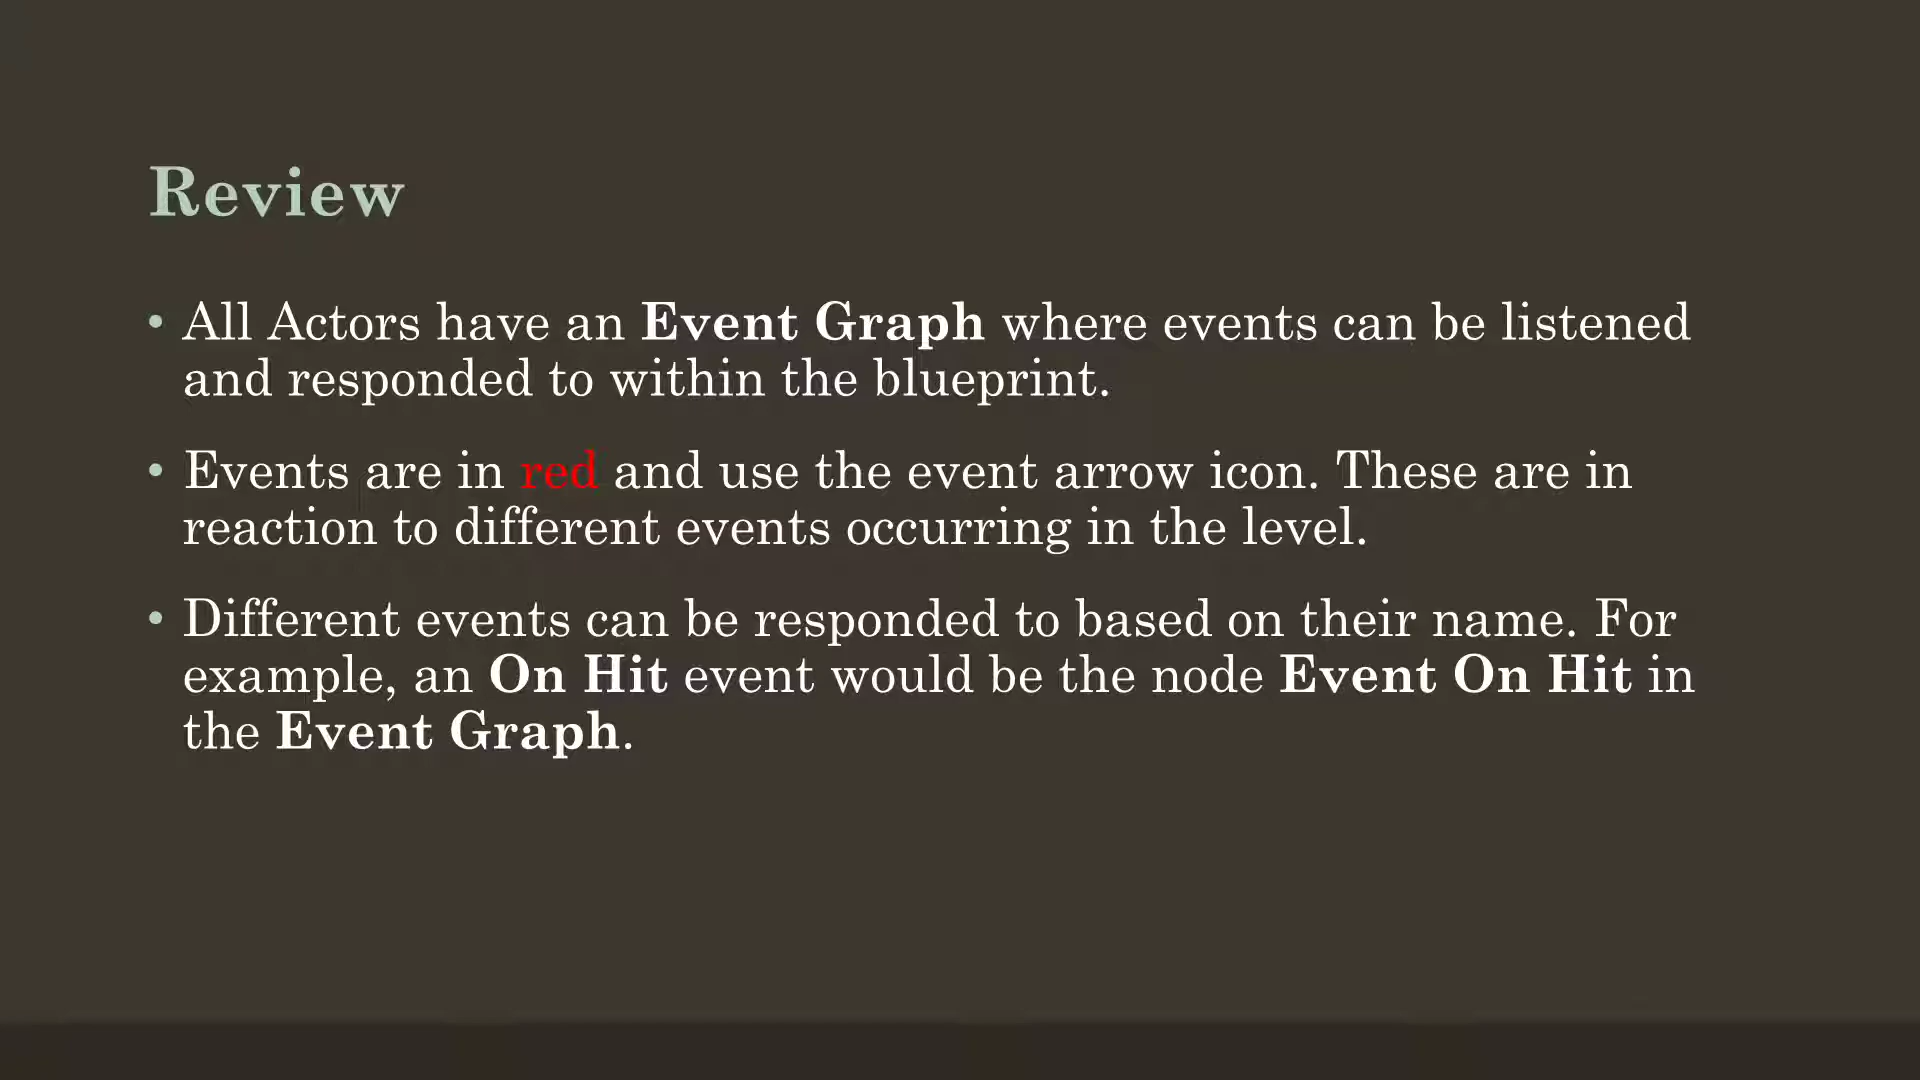 Review
• All Actors have an Event Graph where events can be listened
and responded to within the blueprint.
• Events are in red and use the event arrow icon. These are in
reaction to different events occurring in the level.
• Different events can be responded to based on their name. For
example, an On Hit event would be the node Event On Hit in
the Event Graph.